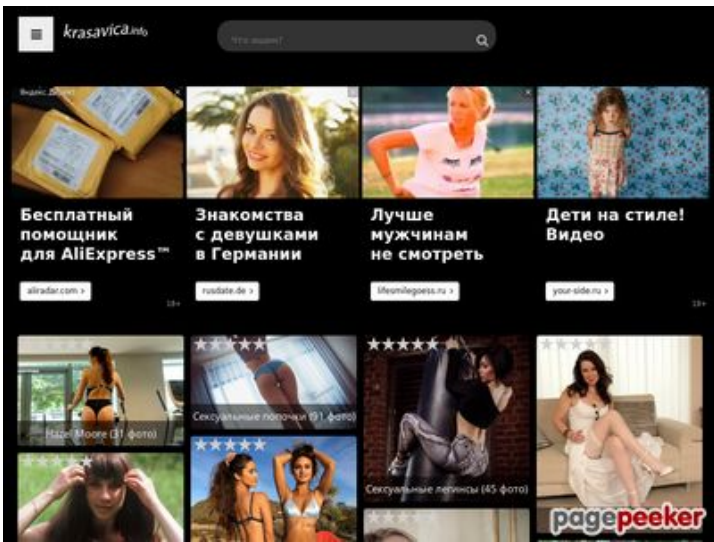 krasavica.info
Что ищем?
Яндекс.Директ
Бесплатный
помощник
для AliExpress™
aliradar.com ›
Знакомства
с девушками
в Германии
rusdate.de ›
Лучше
мужчинам
не смотреть
lifesmilegoess.ru ›
Дети на стиле!
Видео
your-side.ru ›
18+
18+
Hazel Moore (31 фото)
Сексуальные попочки (91 фото)
Сексуальные легинсы (45 фото)
pagepeeker